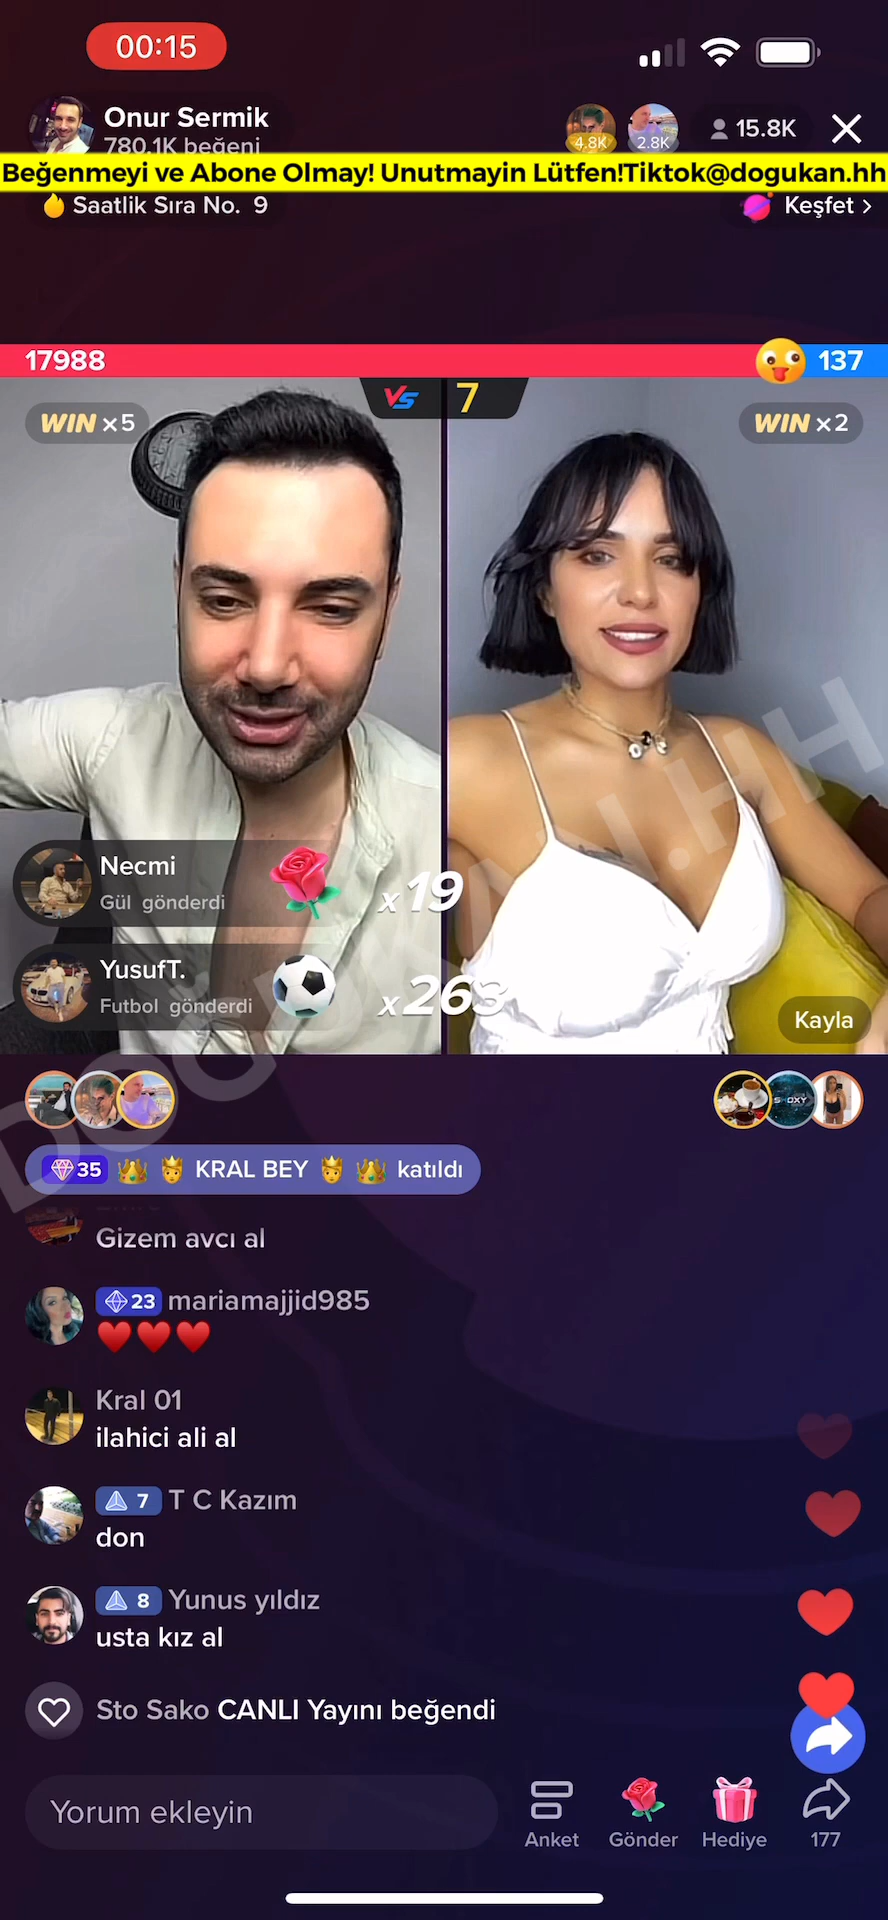 00:15
Onur Sermik
780.1K beğeni
4.8K
2.8K
15.8K
Beğenmeyi ve Abone Olmay! Unutmayin Lütfen!Tiktok@dogukan.hh
Saatlik Sıra No. 9
Keşfet
17988
137
VS
7
WIN x5
WIN x2
Necmi
Gül gönderdi
x19
YusufT.
Futbol gönderdi
x263
Kayla
DOĞUKAN.HH
35 KRAL BEY katıldı
Gizem avcı al
23 mariamajjid985
Kral 01
ilahici ali al
7 T C Kazım
don
8 Yunus yıldız
usta kız al
Sto Sako CANLI Yayını beğendi
Yorum ekleyin
Anket
Gönder
Hediye
177